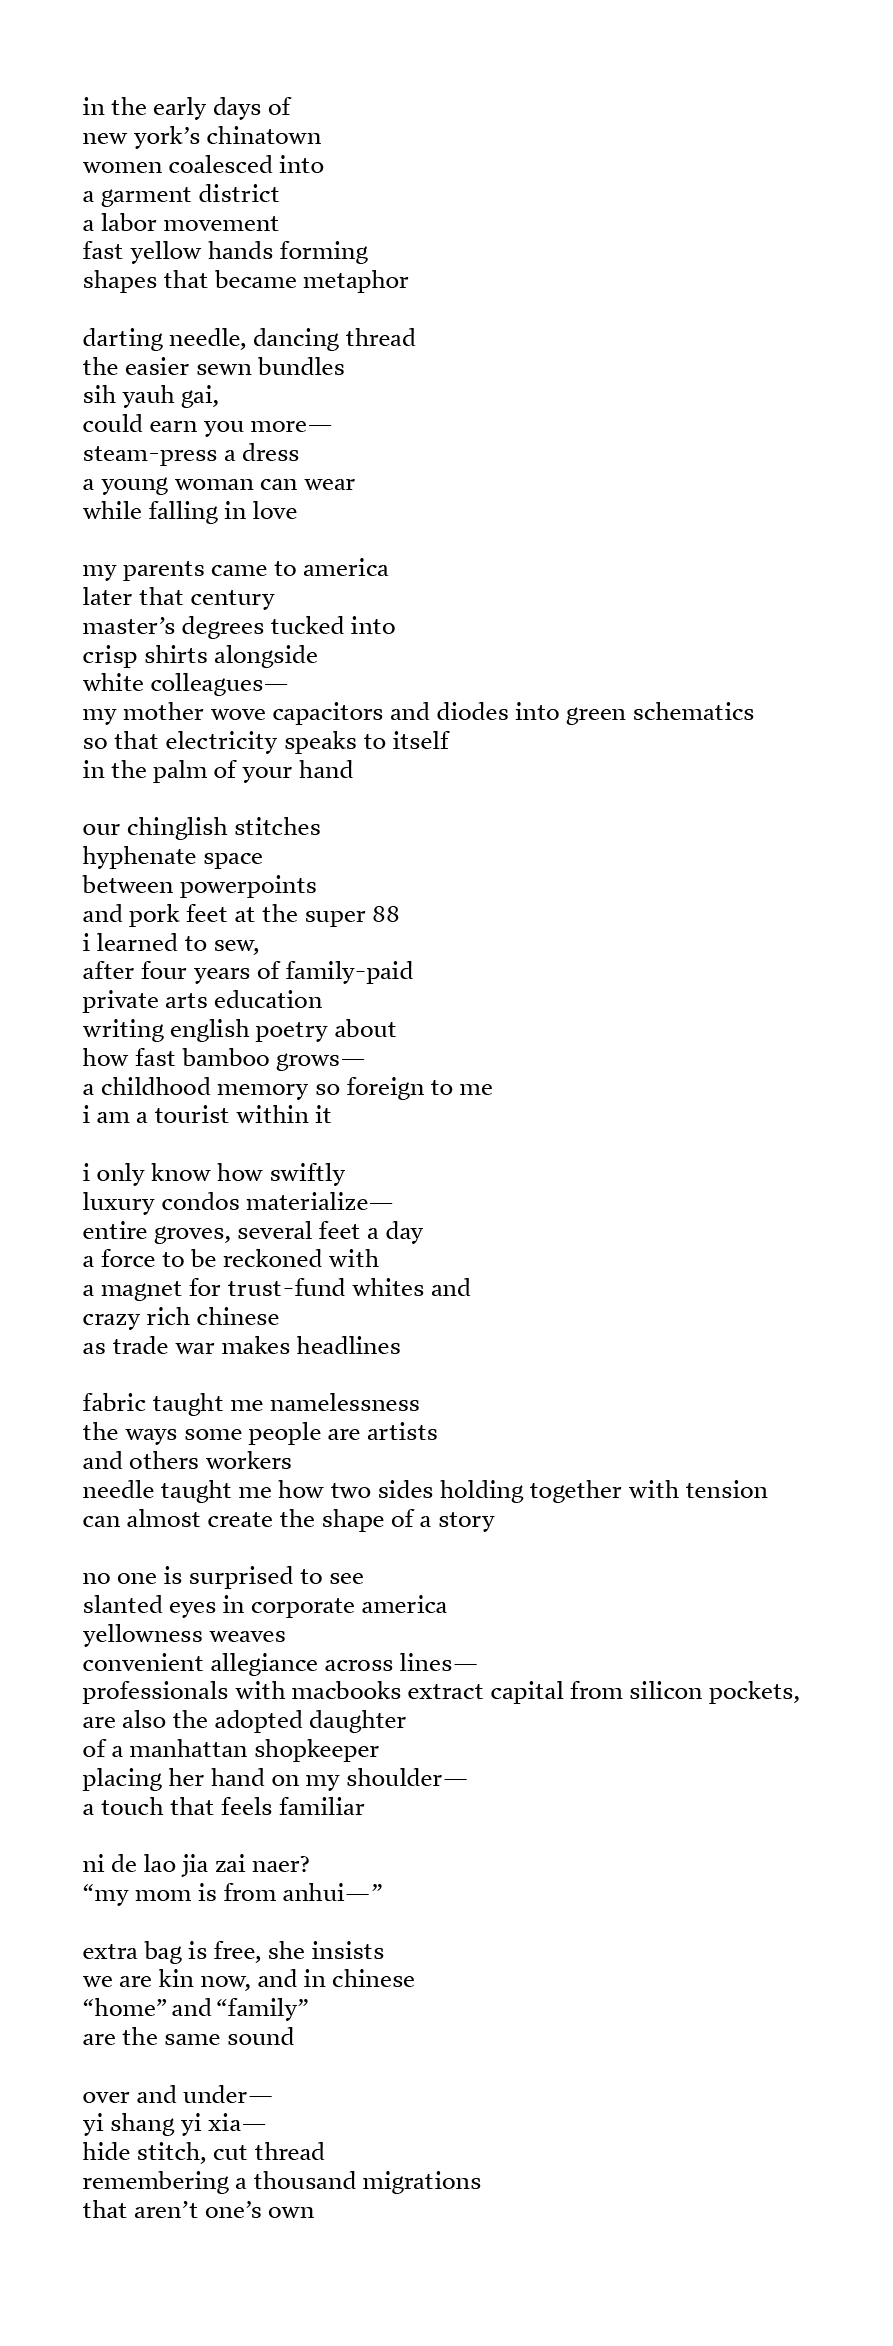 in the early days of
new york’s chinatown
women coalesced into
a garment district
a labor movement
fast yellow hands forming
shapes that became metaphor

darting needle, dancing thread
the easier sewn bundles
sih yauh gai,
could earn you more—
steam-press a dress
a young woman can wear
while falling in love

my parents came to america
later that century
master’s degrees tucked into
crisp shirts alongside
white colleagues—
my mother wove capacitors and diodes into green schematics
so that electricity speaks to itself
in the palm of your hand

our chinglish stitches
hyphenate space
between powerpoints
and pork feet at the super 88
i learned to sew,
after four years of family-paid
private arts education
writing english poetry about
how fast bamboo grows—
a childhood memory so foreign to me
i am a tourist within it

i only know how swiftly
luxury condos materialize—
entire groves, several feet a day
a force to be reckoned with
a magnet for trust-fund whites and
crazy rich chinese
as trade war makes headlines

fabric taught me namelessness
the ways some people are artists
and others workers
needle taught me how two sides holding together with tension
can almost create the shape of a story

no one is surprised to see
slanted eyes in corporate america
yellowness weaves
convenient allegiance across lines—
professionals with macbooks extract capital from silicon pockets,
are also the adopted daughter
of a manhattan shopkeeper
placing her hand on my shoulder—
a touch that feels familiar

ni de lao jia zai naer?
“my mom is from anhui—”

extra bag is free, she insists
we are kin now, and in chinese
“home” and “family”
are the same sound

over and under—
yi shang yi xia—
hide stitch, cut thread
remembering a thousand migrations
that aren’t one’s own